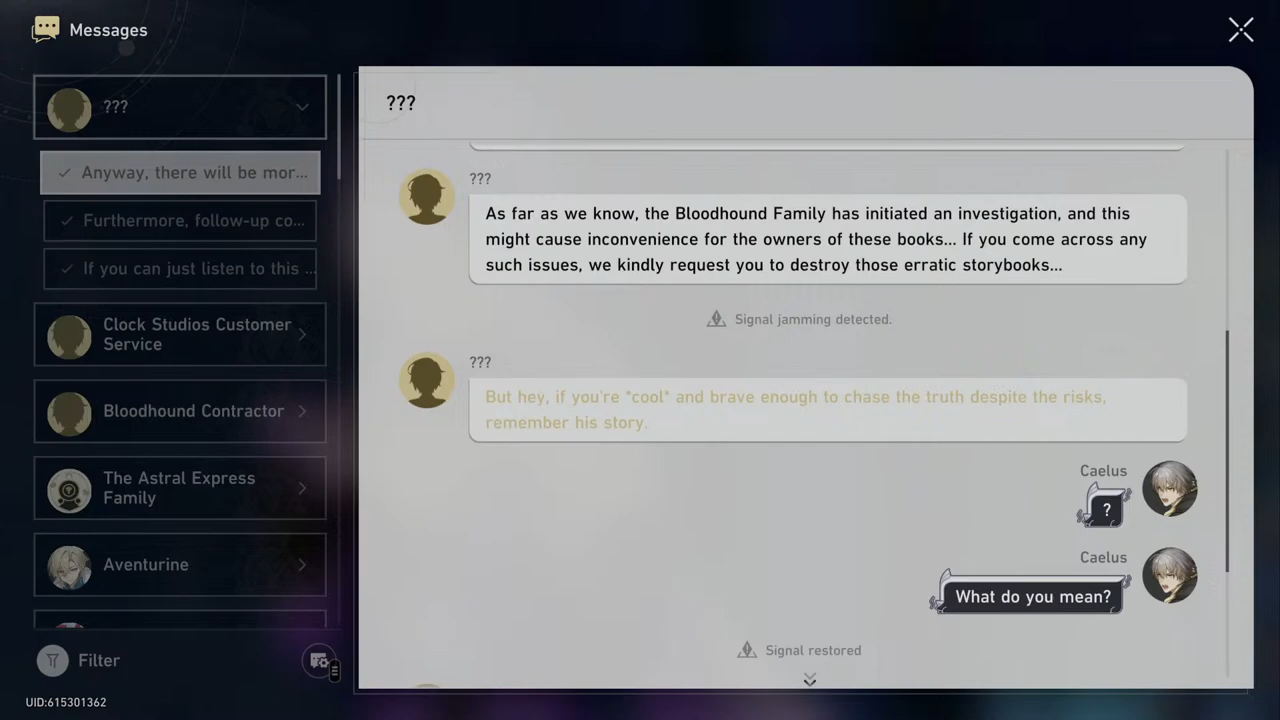 Messages
???
Anyway, there will be mor...
Furthermore, follow-up co...
If you can just listen to this ...
Clock Studios Customer
Service
Bloodhound Contractor
The Astral Express
Family
Aventurine
Filter
UID:615301362
???
???
As far as we know, the Bloodhound Family has initiated an investigation, and this
might cause inconvenience for the owners of these books... If you come across any
such issues, we kindly request you to destroy those erratic storybooks...
Signal jamming detected.
???
But hey, if you're *cool* and brave enough to chase the truth despite the risks,
remember his story.
Caelus
?
Caelus
What do you mean?
Signal restored